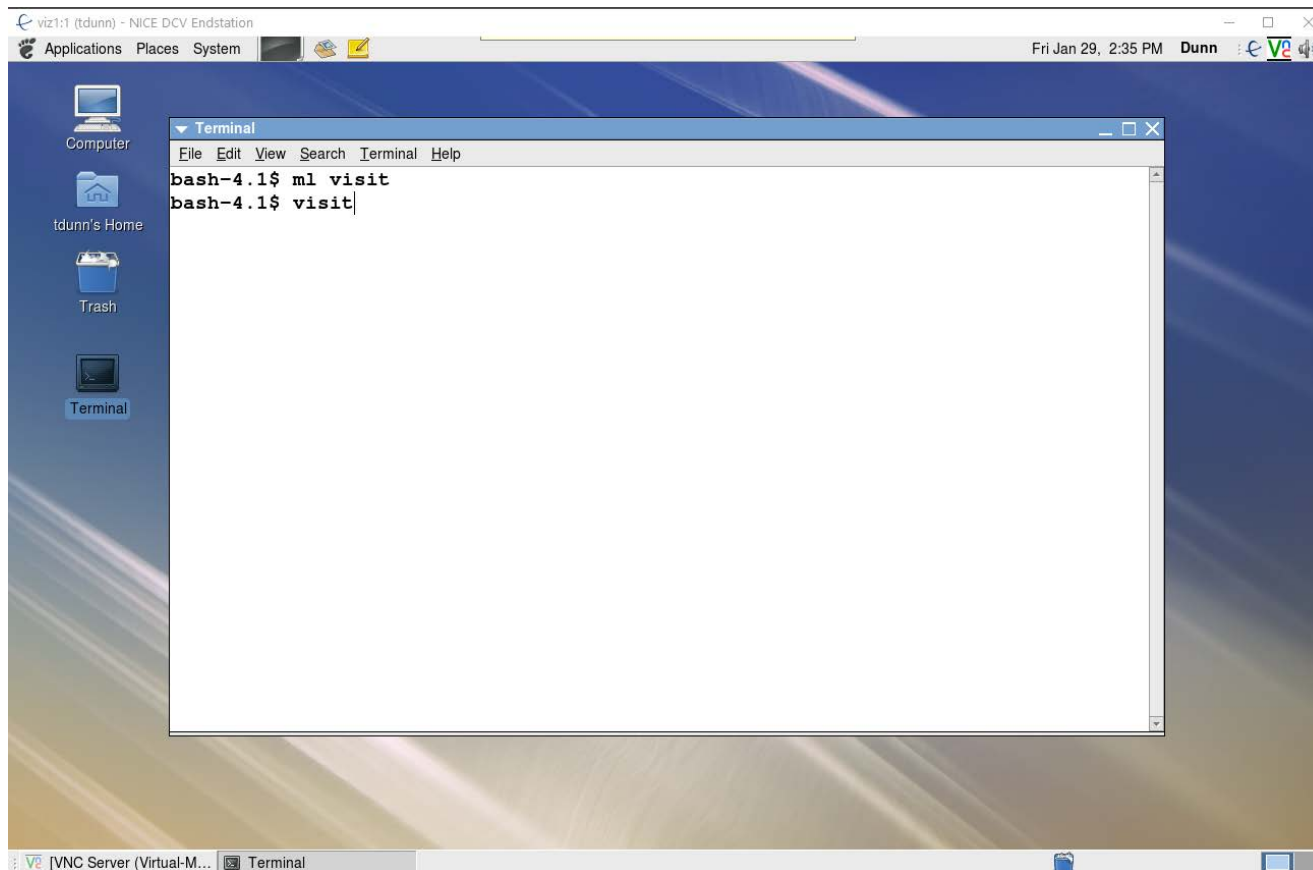 viz1:1 (tdunn) - NICE DCV Endstation
Applications Places System Fri Jan 29, 2:35 PM Dunn
Computer
tdunn's Home
Trash
Terminal
Terminal
File Edit View Search Terminal Help
bash-4.1$ ml visit
bash-4.1$ visit
[VNC Server (Virtual-M... Terminal